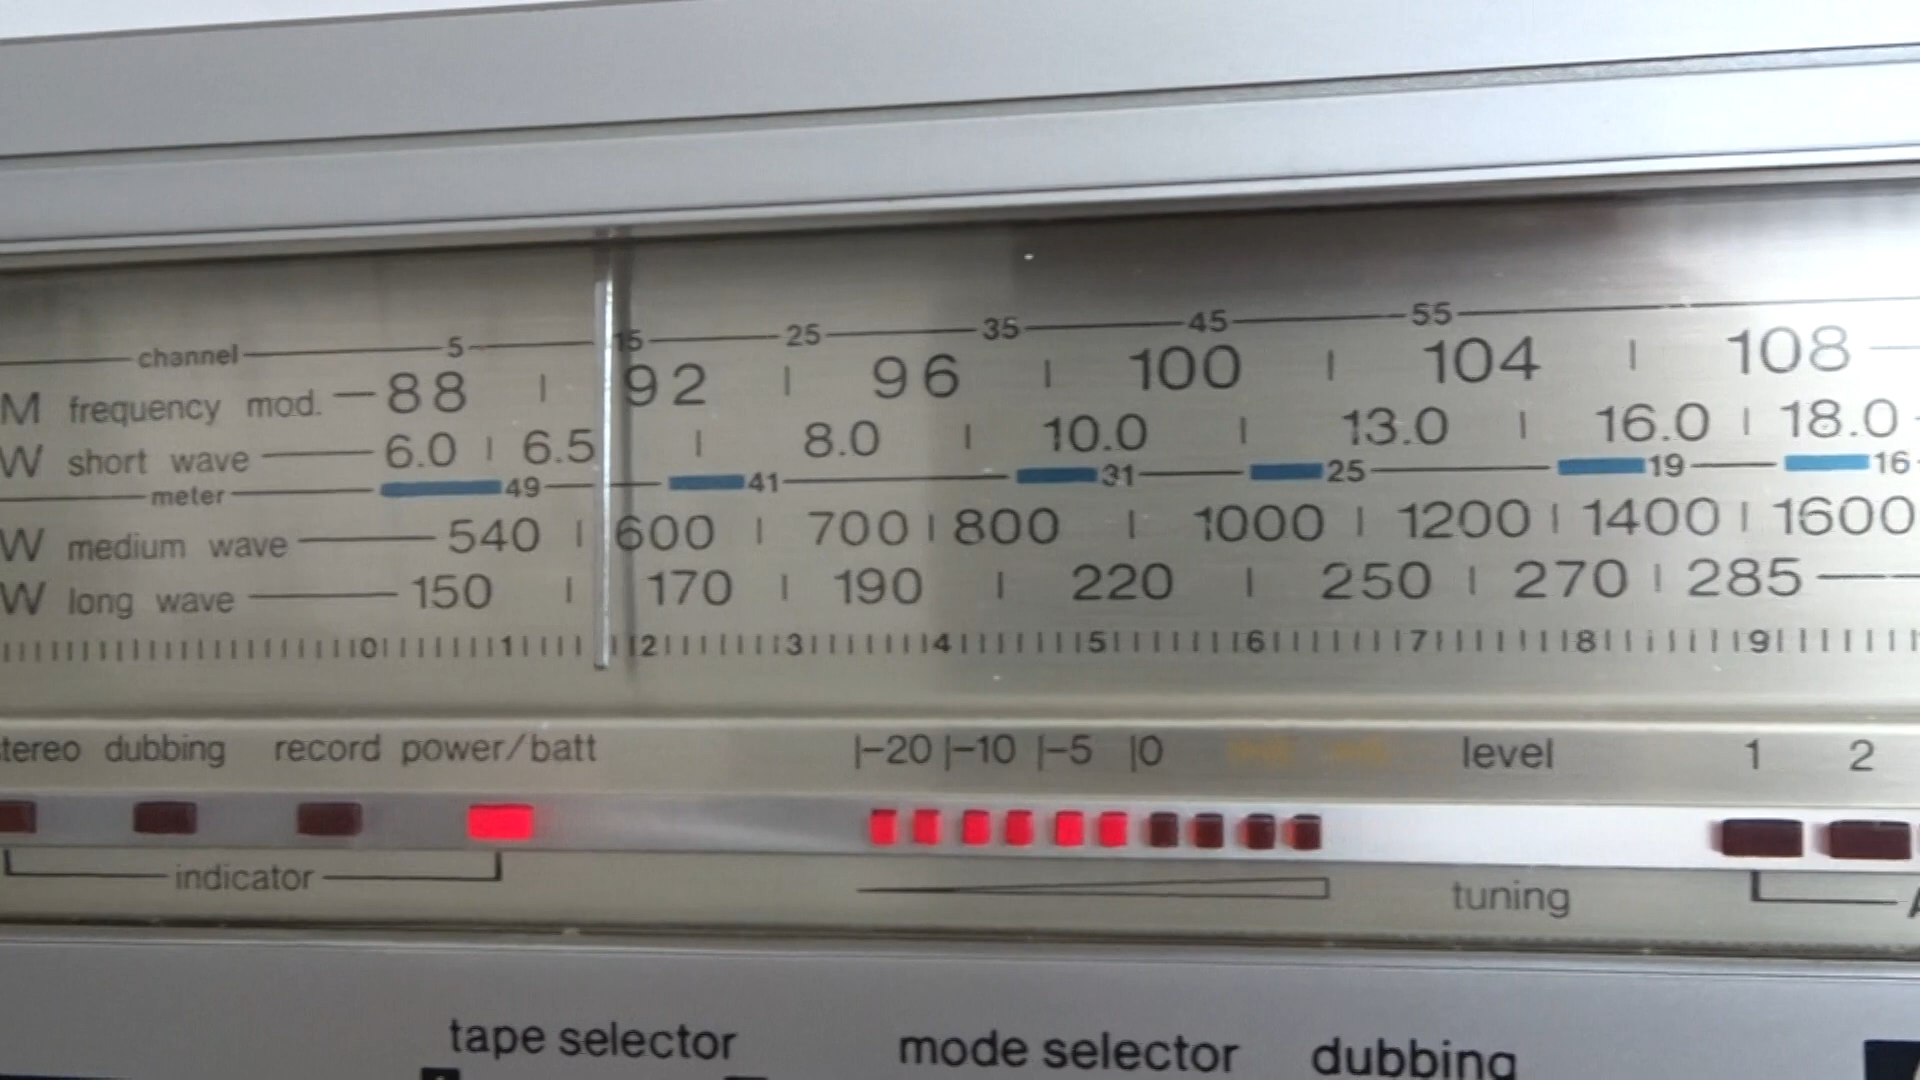 channel 5 15 25 35 45 55
M frequency mod. 88 92 96 100 104 108
W short wave 6.0 6.5 8.0 10.0 13.0 16.0 18.0
meter 49 41 31 25 19 16
W medium wave 540 600 700 800 1000 1200 1400 1600
W long wave 150 170 190 220 250 270 285
0 1 2 3 4 5 6 7 8 9
tereo dubbing record power/batt -20 -10 -5 0 level 1 2
indicator tuning
tape selector mode selector dubbing